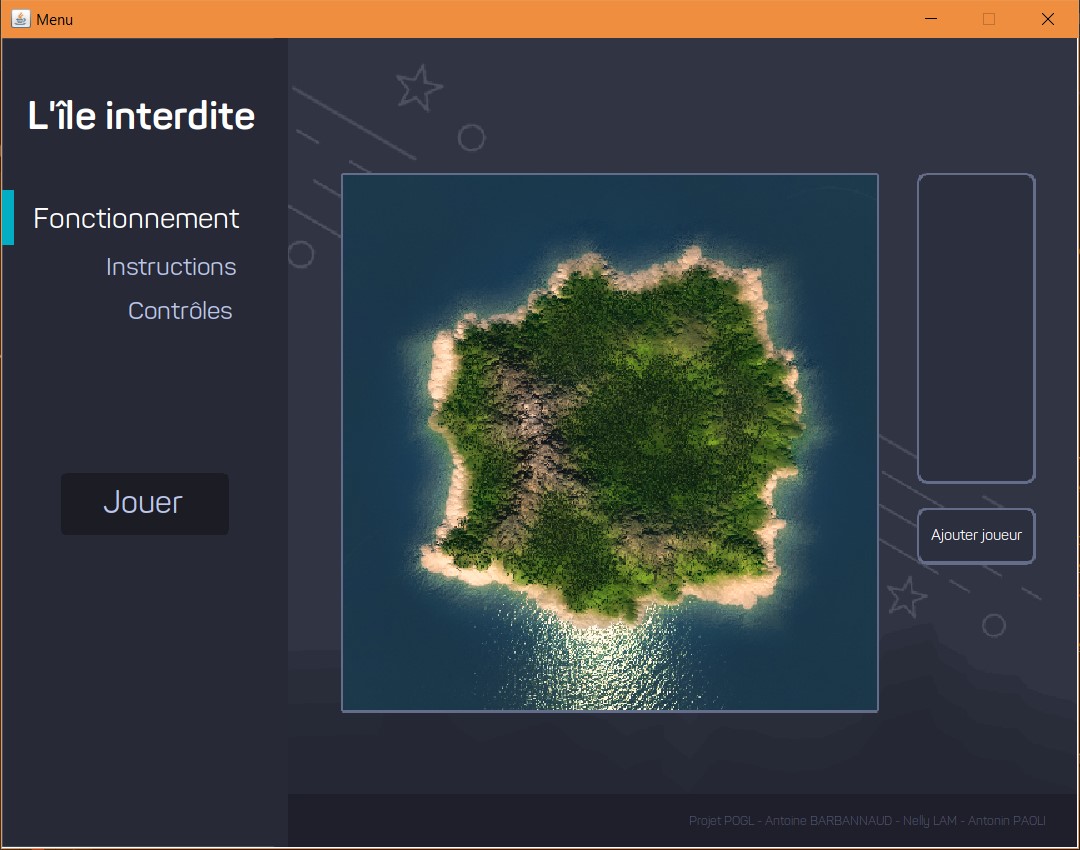 Menu
L'île interdite
Fonctionnement
Instructions
Contrôles
Jouer
Ajouter joueur
Projet POGL - Antoine BARBANNAUD - Nelly LAM - Antonin PAOLI